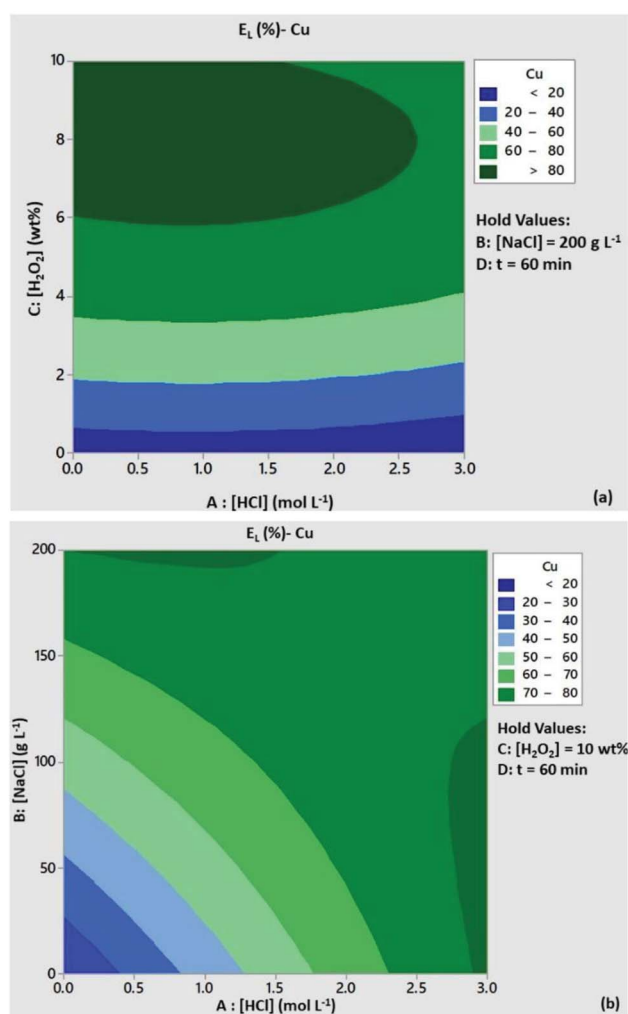 E_L (%)- Cu
10
8
6
4
2
0
C: [H₂O₂] (wt%)
0.0 0.5 1.0 1.5 2.0 2.5 3.0
A : [HCl] (mol L⁻¹)
Cu
< 20
20 – 40
40 – 60
60 – 80
> 80
Hold Values:
B: [NaCl] = 200 g L⁻¹
D: t = 60 min
(a)
E_L (%)- Cu
200
150
100
50
0
B: [NaCl] (g L⁻¹)
0.0 0.5 1.0 1.5 2.0 2.5 3.0
A : [HCl] (mol L⁻¹)
Cu
< 20
20 – 30
30 – 40
40 – 50
50 – 60
60 – 70
70 – 80
Hold Values:
C: [H₂O₂] = 10 wt%
D: t = 60 min
(b)